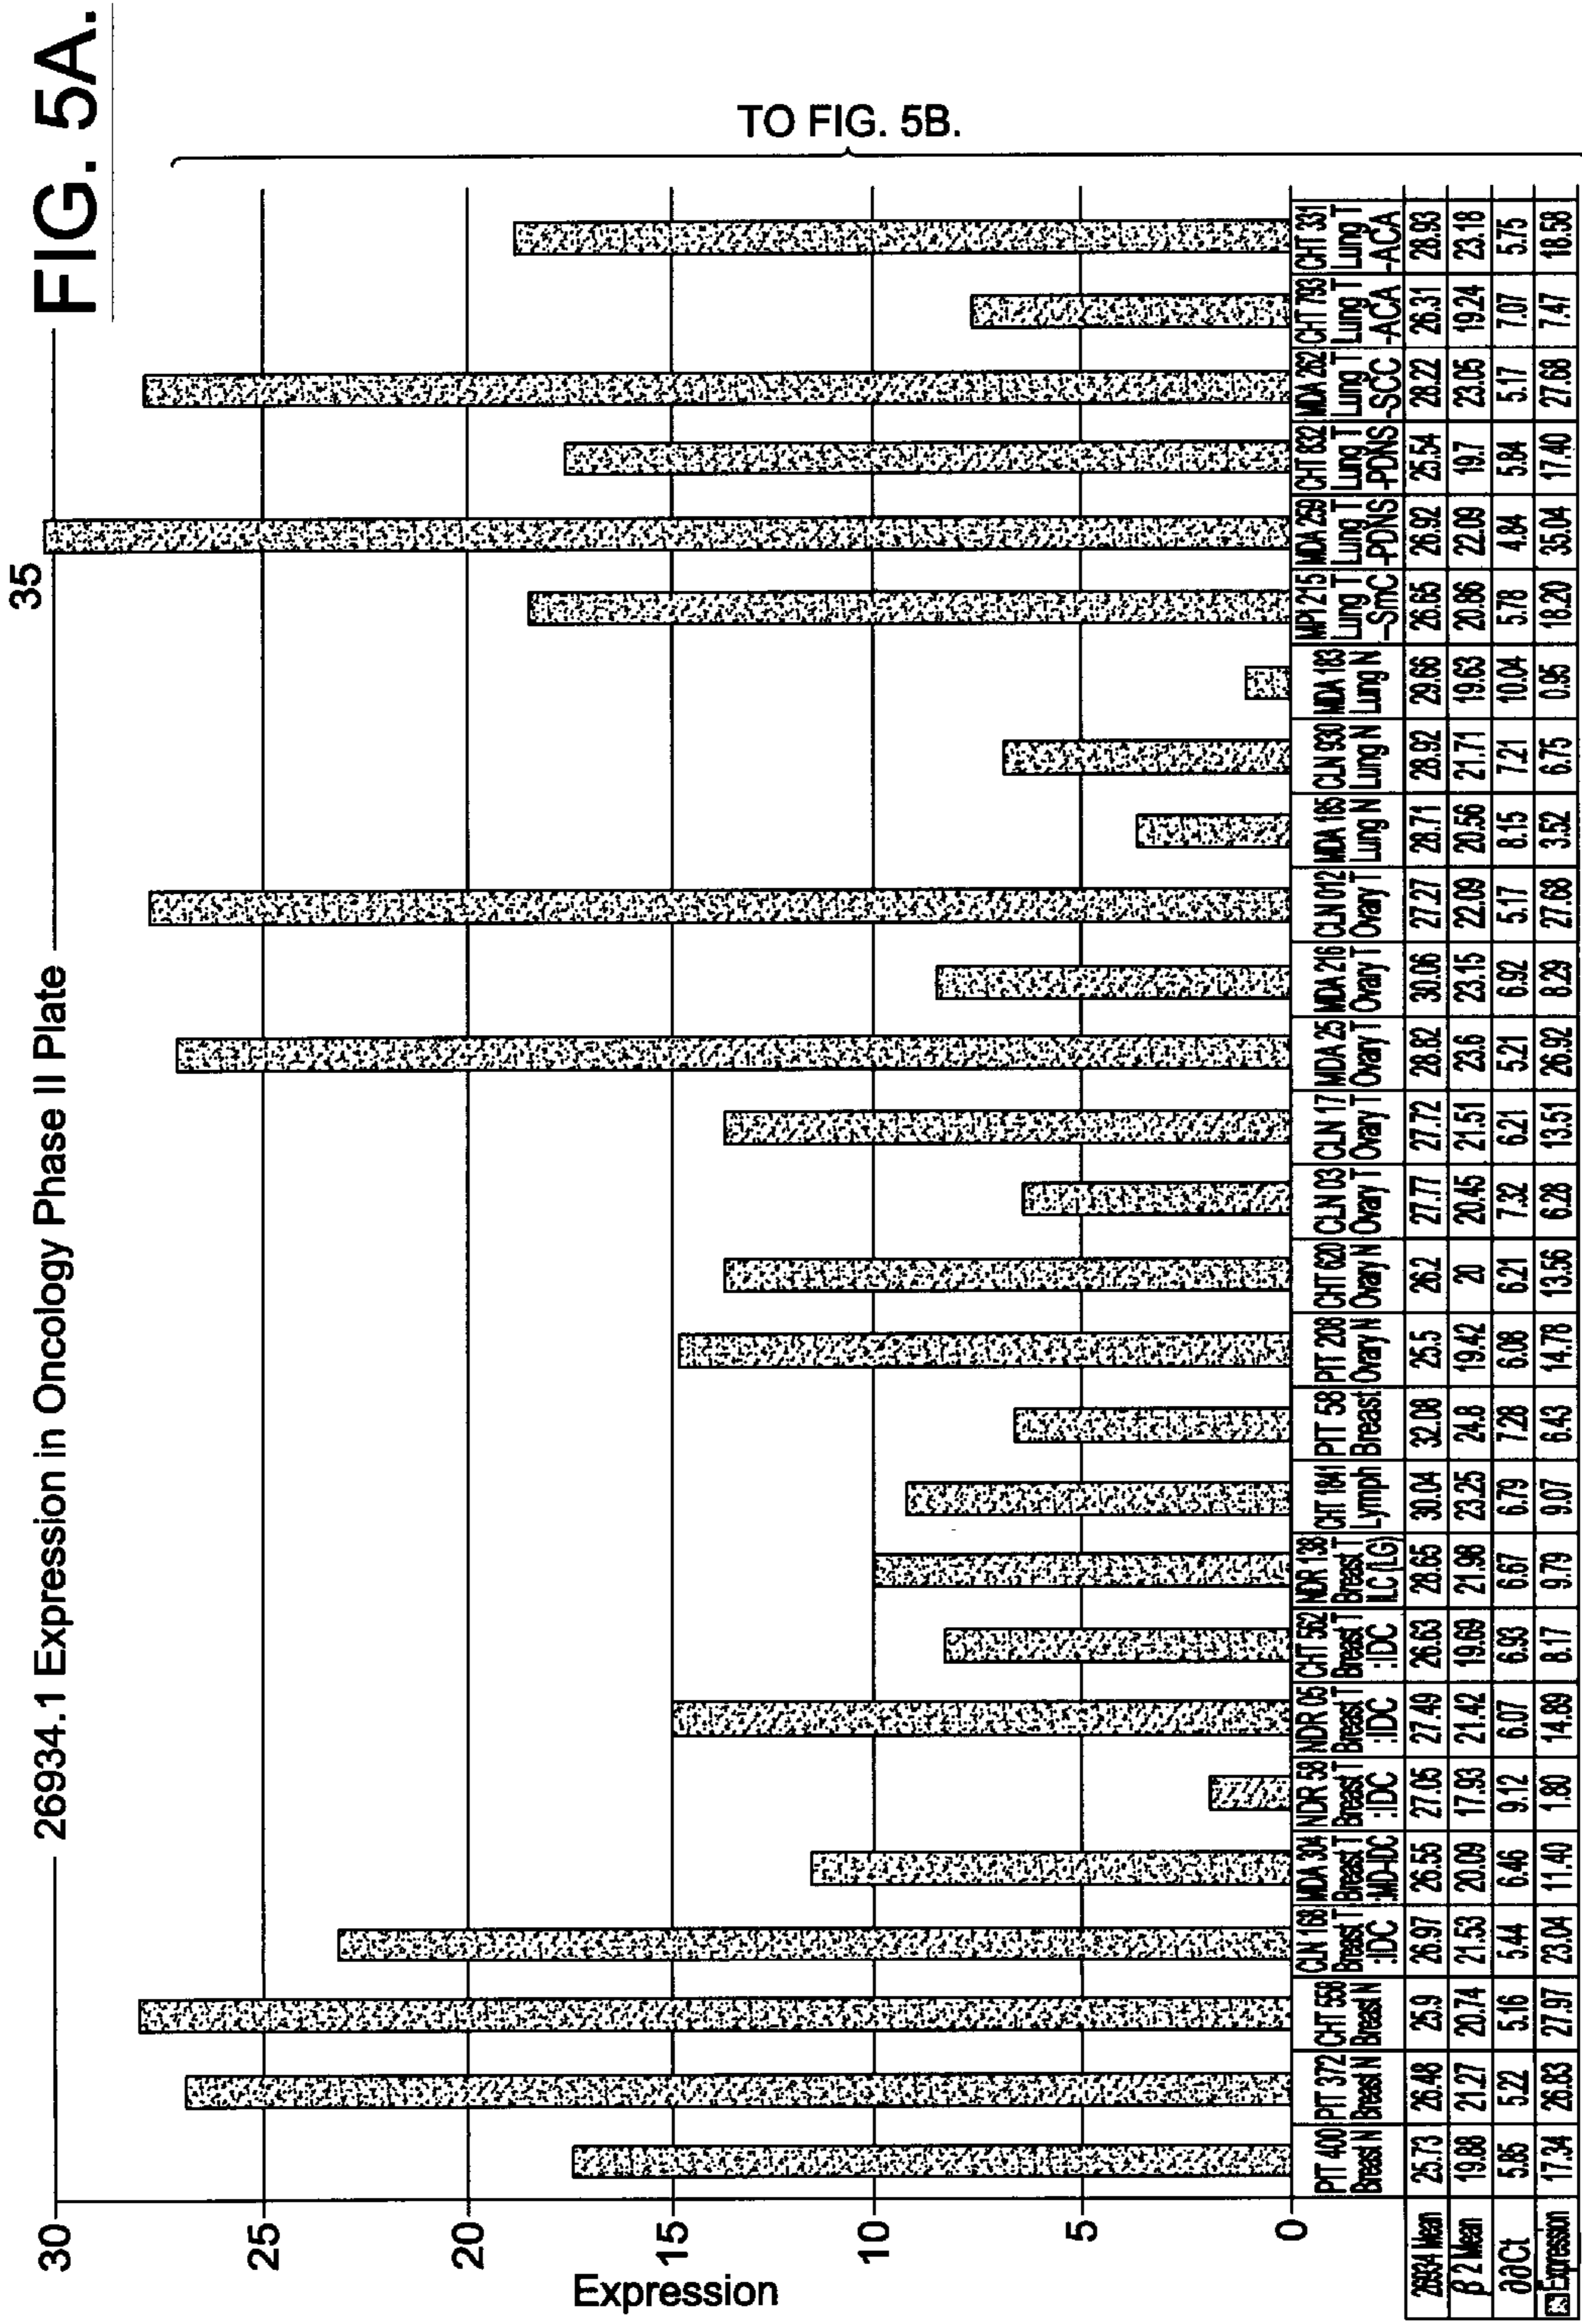 FIG. 5A.
26934.1 Expression in Oncology Phase II Plate
35
TO FIG. 5B.
Expression
30
25
20
15
10
5
0
PIT 400 PIT 372 CHT 558 CLN 168 MDA 304 NDR 58 NDR 05 CHT 562 NDR 138 CHT 1841 PIT 58 PIT 208 CHT 620 CLN 03 CLN 17 MDA 25 MDA 216 CLN 012 MDA 185 CLN 930 MDA 183 MPI 215 MDA 259 CHT 832 MDA 262 CHT 793 CHT 331
Breast N Breast N Breast N Breast T Breast T Breast T Breast T Breast T Breast T Lymph Breast Ovary N Ovary N Ovary T Ovary T Ovary T Ovary T Ovary T Lung N Lung N Lung N Lung T Lung T Lung T Lung T Lung T Lung T
:IDC :MD-IDC :IDC :IDC :IDC ILC (LG) -SmC -PDNS -PDNS -SCC -ACA -ACA
26934 Mean 25.73 26.48 25.9 26.97 26.55 27.05 27.49 26.63 28.65 30.04 32.08 25.5 26.2 27.77 27.72 28.82 30.06 27.27 28.71 28.92 29.66 26.65 26.92 25.54 28.22 26.31 28.93
β 2 Mean 19.88 21.27 20.74 21.53 20.09 17.93 21.42 19.69 21.98 23.25 24.8 19.42 20 20.45 21.51 23.6 23.15 22.09 20.56 21.71 19.63 20.86 22.09 19.7 23.05 19.24 23.18
∂∂Ct 5.85 5.22 5.16 5.44 6.46 9.12 6.07 6.93 6.67 6.79 7.28 6.08 6.21 7.32 6.21 5.21 6.92 5.17 8.15 7.21 10.04 5.78 4.84 5.84 5.17 7.07 5.75
Expression 17.34 26.83 27.97 23.04 11.40 1.80 14.89 8.17 9.79 9.07 6.43 14.78 13.56 6.28 13.51 26.92 8.29 27.68 3.52 6.75 0.95 18.20 35.04 17.40 27.68 7.47 18.58